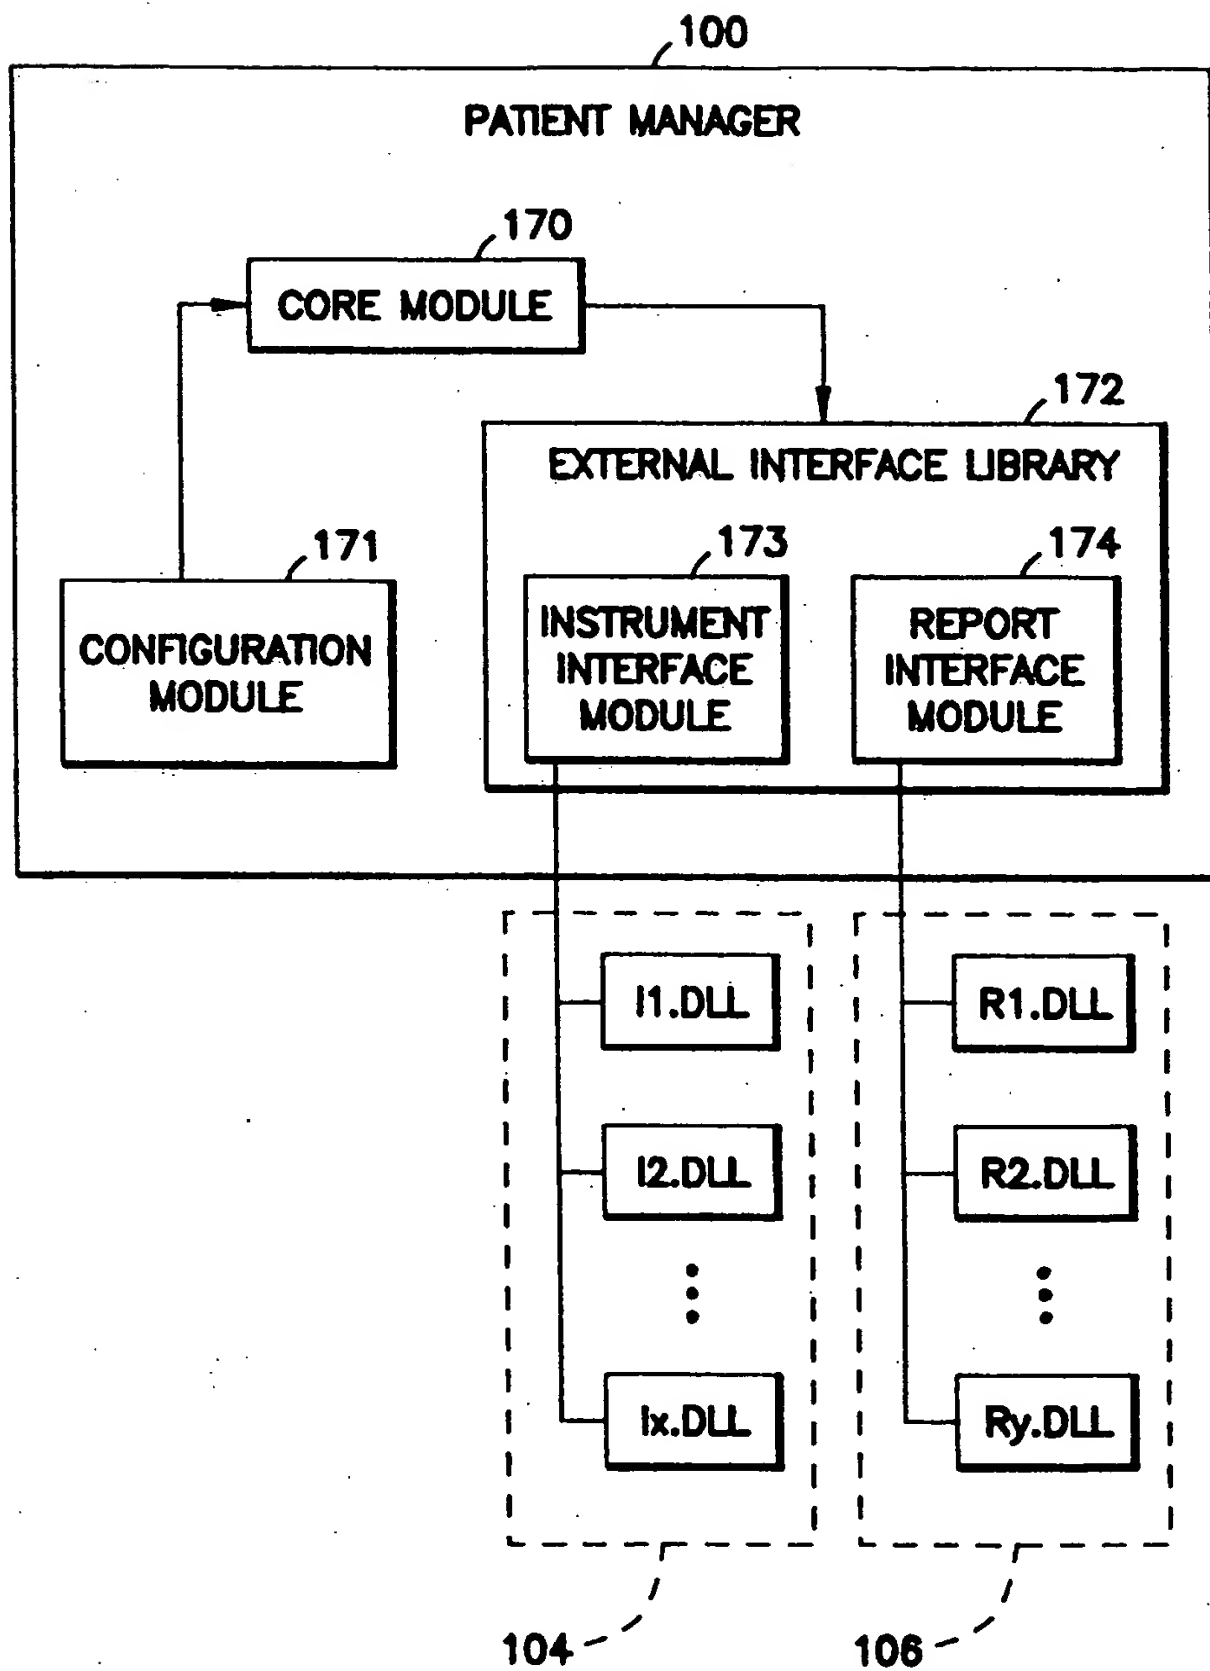 100
PATIENT MANAGER
170
CORE MODULE
172
EXTERNAL INTERFACE LIBRARY
171
CONFIGURATION
MODULE
173
INSTRUMENT
INTERFACE
MODULE
174
REPORT
INTERFACE
MODULE
I1.DLL
R1.DLL
I2.DLL
R2.DLL
Ix.DLL
Ry.DLL
104
106